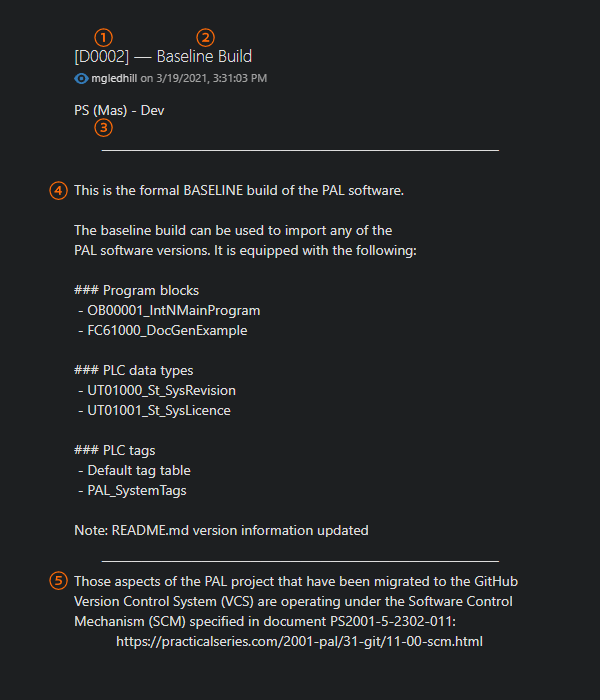 ① ②
[D0002] — Baseline Build
mgledhill on 3/19/2021, 3:31:03 PM
PS (Mas) - Dev
③
④ This is the formal BASELINE build of the PAL software.
The baseline build can be used to import any of the
PAL software versions. It is equipped with the following:
### Program blocks
- OB00001_IntNMainProgram
- FC61000_DocGenExample
### PLC data types
- UT01000_St_SysRevision
- UT01001_St_SysLicence
### PLC tags
- Default tag table
- PAL_SystemTags
Note: README.md version information updated
⑤ Those aspects of the PAL project that have been migrated to the GitHub
Version Control System (VCS) are operating under the Software Control
Mechanism (SCM) specified in document PS2001-5-2302-011:
https://practicalseries.com/2001-pal/31-git/11-00-scm.html